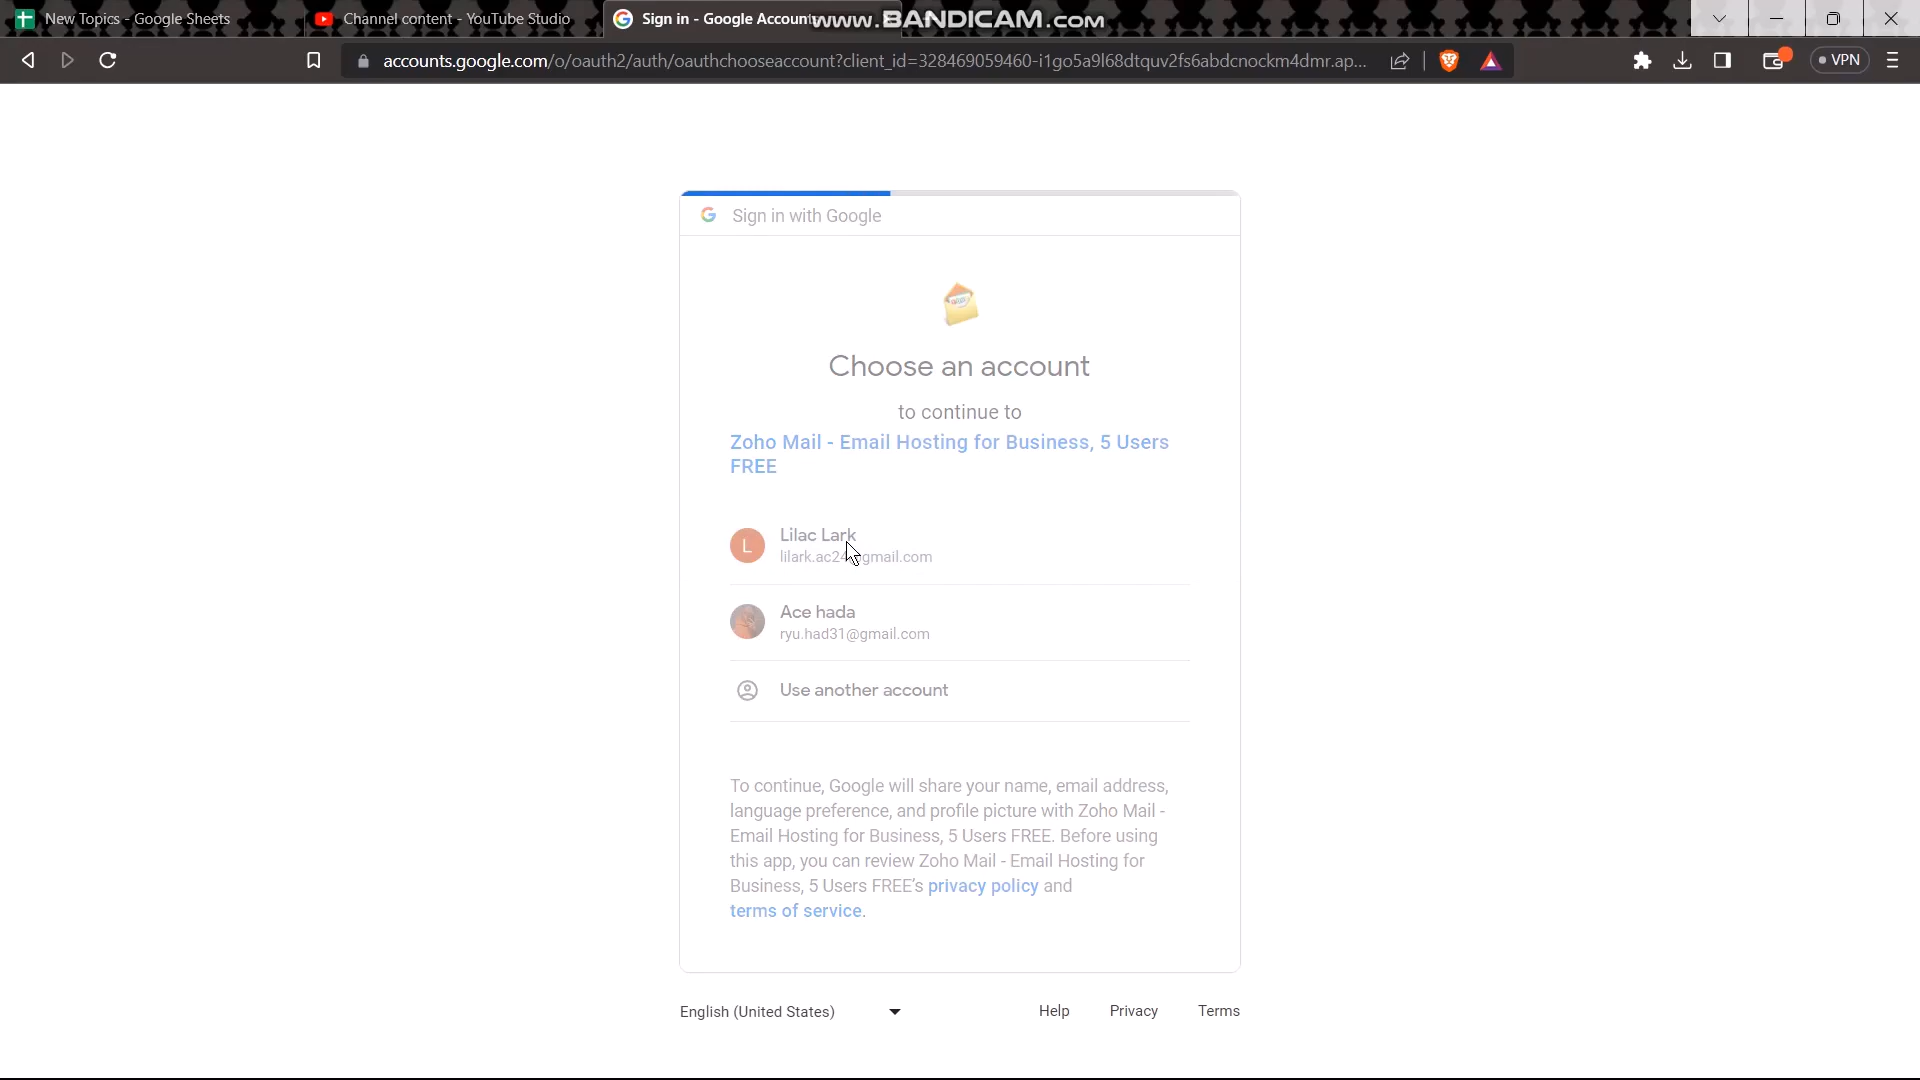 New Topics - Google Sheets
Channel content - YouTube Studio
Sign in - Google Accounts
www.BANDICAM.com
accounts.google.com/o/oauth2/auth/oauthchooseaccount?client_id=328469059460-i1go5a9l68dtquv2fs6abdcnockm4dmr.ap...
VPN
Sign in with Google
Choose an account
to continue to
Zoho Mail - Email Hosting for Business, 5 Users
FREE
L
Lilac Lark
lilark.ac24@gmail.com
Ace hada
ryu.had31@gmail.com
Use another account
To continue, Google will share your name, email address,
language preference, and profile picture with Zoho Mail -
Email Hosting for Business, 5 Users FREE. Before using
this app, you can review Zoho Mail - Email Hosting for
Business, 5 Users FREE's privacy policy and
terms of service.
English (United States)
Help
Privacy
Terms